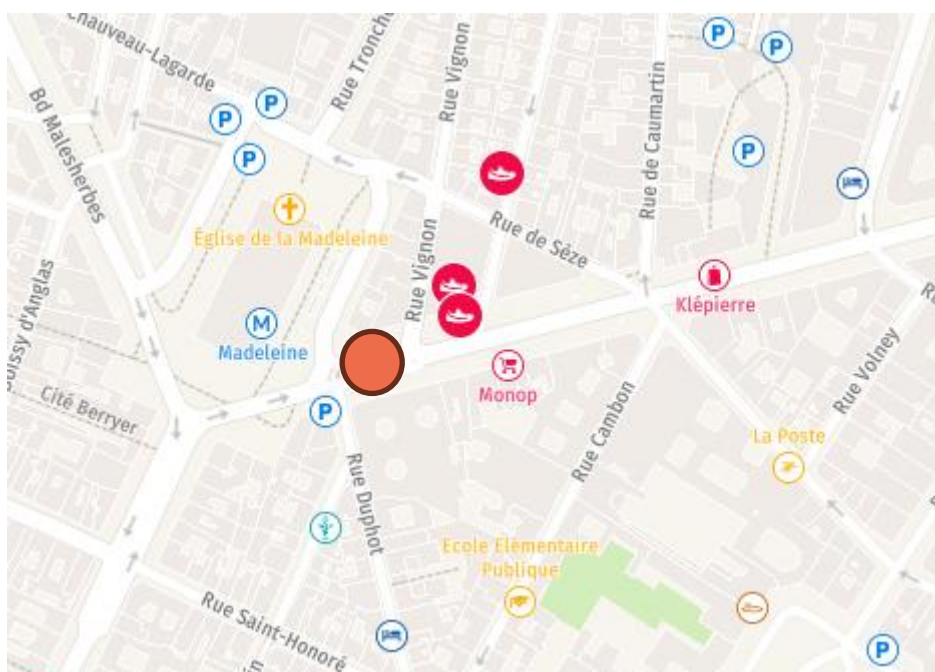 Chauveau-Lagarde
Rue Tronche
Rue Vignon
Rue de Caumartin
Bd Malesherbes
P
P
P
P
P
P
Église de la Madeleine
Rue de Sèze
Rue Vignon
Klépierre
M
Madeleine
Boissy d'Anglas
Cité Berryer
P
Monop
Rue Volney
Rue Cambon
La Poste
Rue Duphot
Ecole Elémentaire
Publique
Rue Saint-Honoré
P